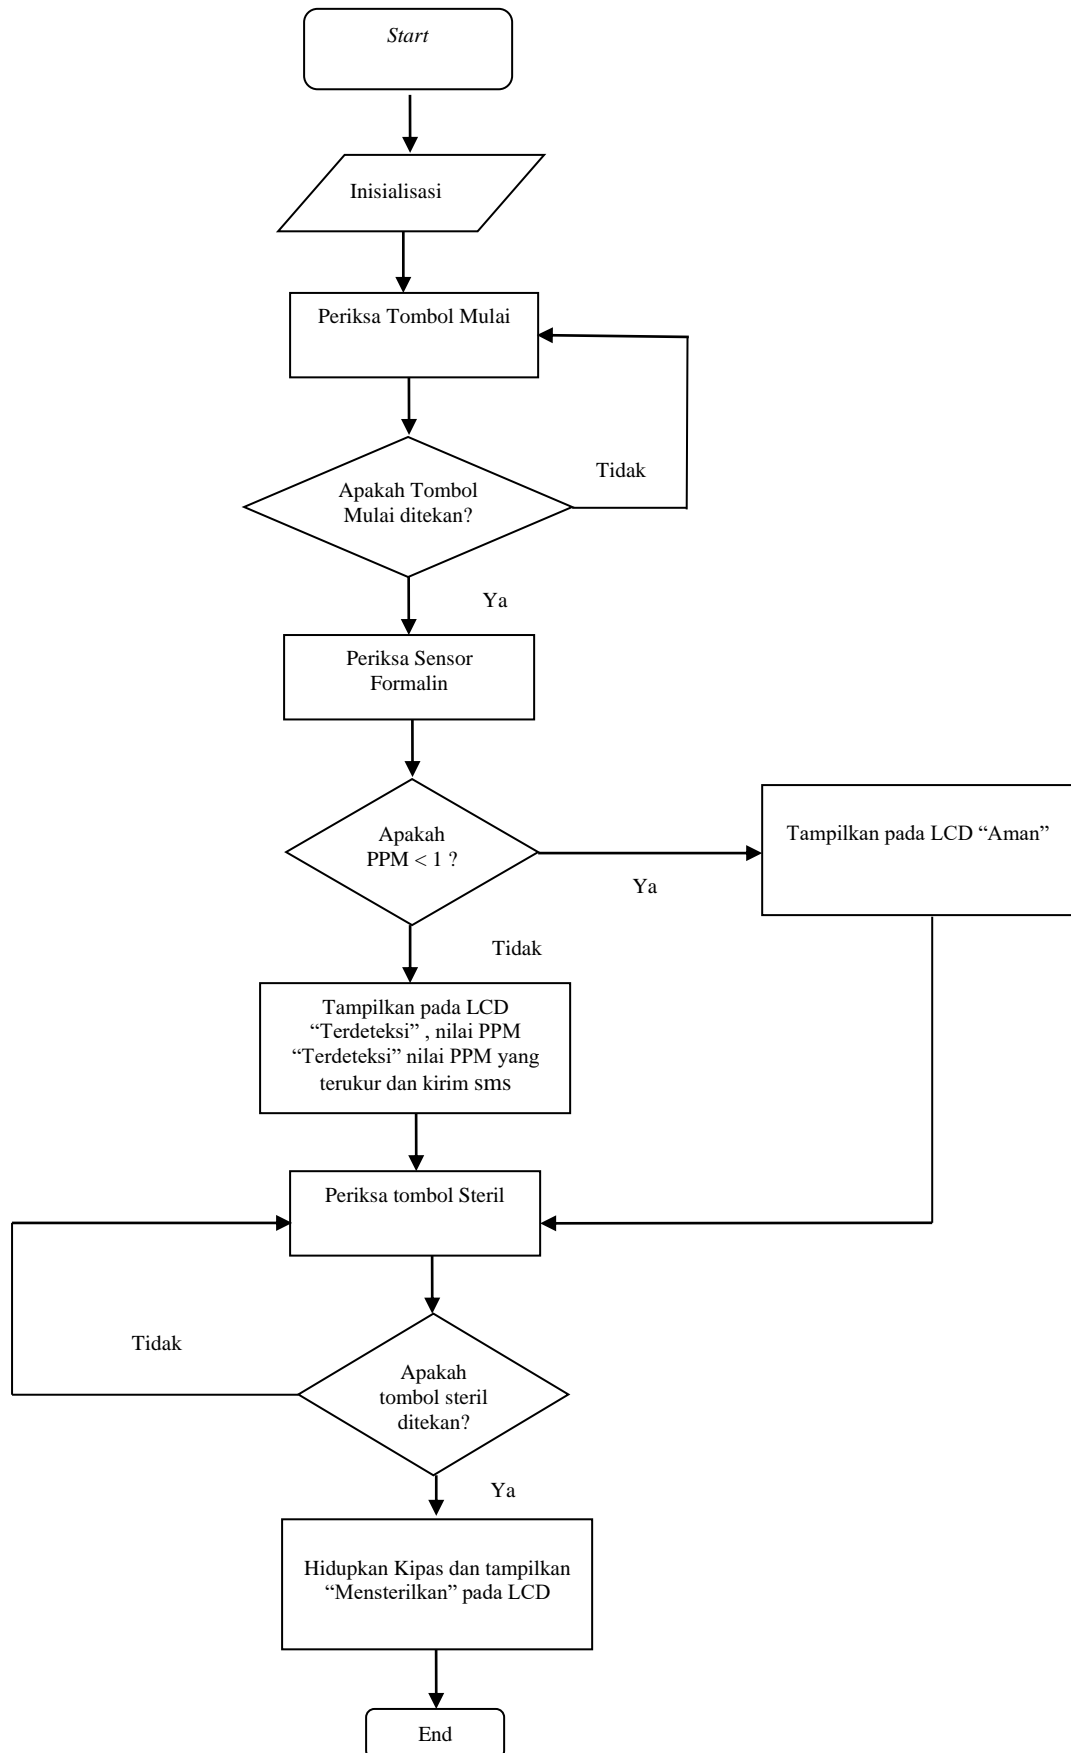 Start
Inisialisasi
Periksa Tombol Mulai
Tidak
Apakah Tombol
Mulai ditekan?
Ya
Periksa Sensor
Formalin
Apakah
PPM < 1 ?
Ya
Tampilkan pada LCD “Aman”
Tidak
Tampilkan pada LCD
“Terdeteksi” , nilai PPM
“Terdeteksi” nilai PPM yang
terukur dan kirim sms
Periksa tombol Steril
Tidak
Apakah
tombol steril
ditekan?
Ya
Hidupkan Kipas dan tampilkan
“Mensterilkan” pada LCD
End